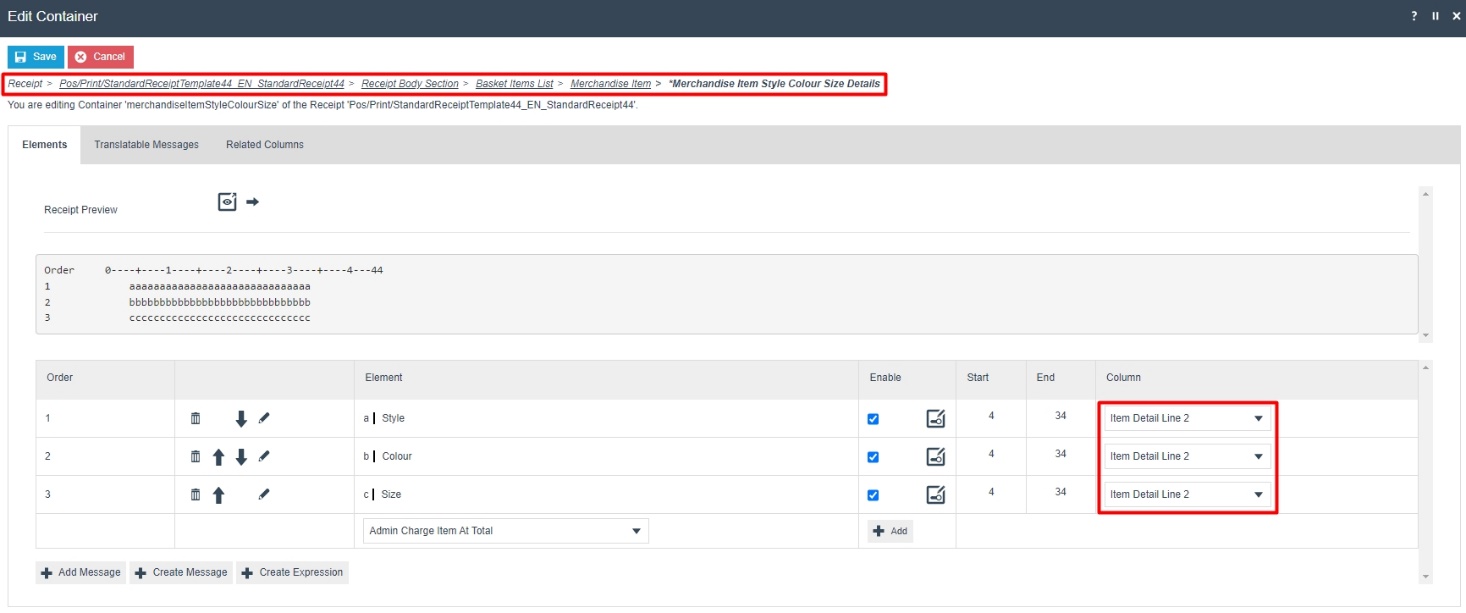 Edit Container
?
Save Cancel
Receipt > Pos/Print/StandardReceiptTemplate44_EN_StandardReceipt44 > Receipt Body Section > Basket Items List > Merchandise Item > *Merchandise Item Style Colour Size Details
You are editing Container 'merchandiseItemStyleColourSize' of the Receipt 'Pos/Print/StandardReceiptTemplate44_EN_StandardReceipt44'.
Elements Translatable Messages Related Columns
Receipt Preview
Order 0----+----1----+----2----+----3----+----4---44
1 aaaaaaaaaaaaaaaaaaaaaaaaaaaaaa
2 bbbbbbbbbbbbbbbbbbbbbbbbbbbbbb
3 cccccccccccccccccccccccccccccc
Order Element Enable Start End Column
1 a | Style 4 34 Item Detail Line 2
2 b | Colour 4 34 Item Detail Line 2
3 c | Size 4 34 Item Detail Line 2
Admin Charge Item At Total Add
Add Message Create Message Create Expression